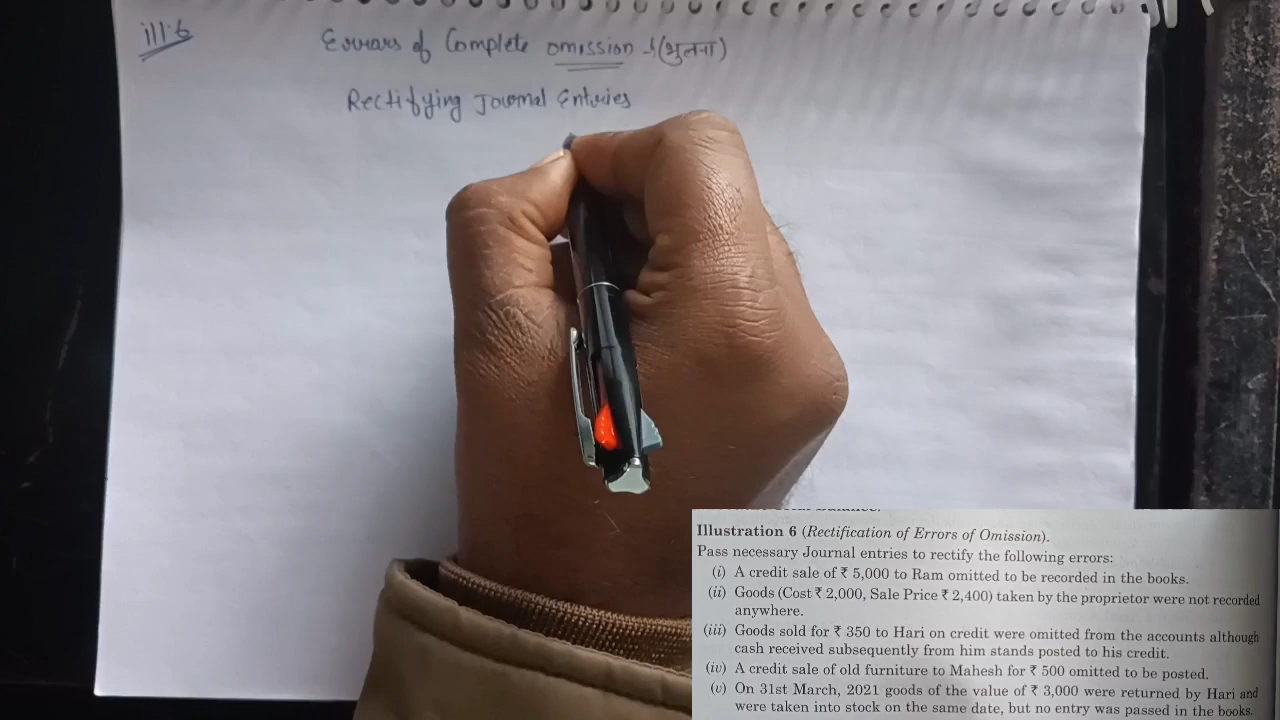 ill.6
Errors of Complete omission :- (भुलना)
Rectifying Journal Entries
Illustration 6 (Rectification of Errors of Omission).
Pass necessary Journal entries to rectify the following errors:
(i) A credit sale of ₹ 5,000 to Ram omitted to be recorded in the books.
(ii) Goods (Cost ₹ 2,000, Sale Price ₹ 2,400) taken by the proprietor were not recorded
anywhere.
(iii) Goods sold for ₹ 350 to Hari on credit were omitted from the accounts although
cash received subsequently from him stands posted to his credit.
(iv) A credit sale of old furniture to Mahesh for ₹ 500 omitted to be posted.
(v) On 31st March, 2021 goods of the value of ₹ 3,000 were returned by Hari and
were taken into stock on the same date, but no entry was passed in the books.